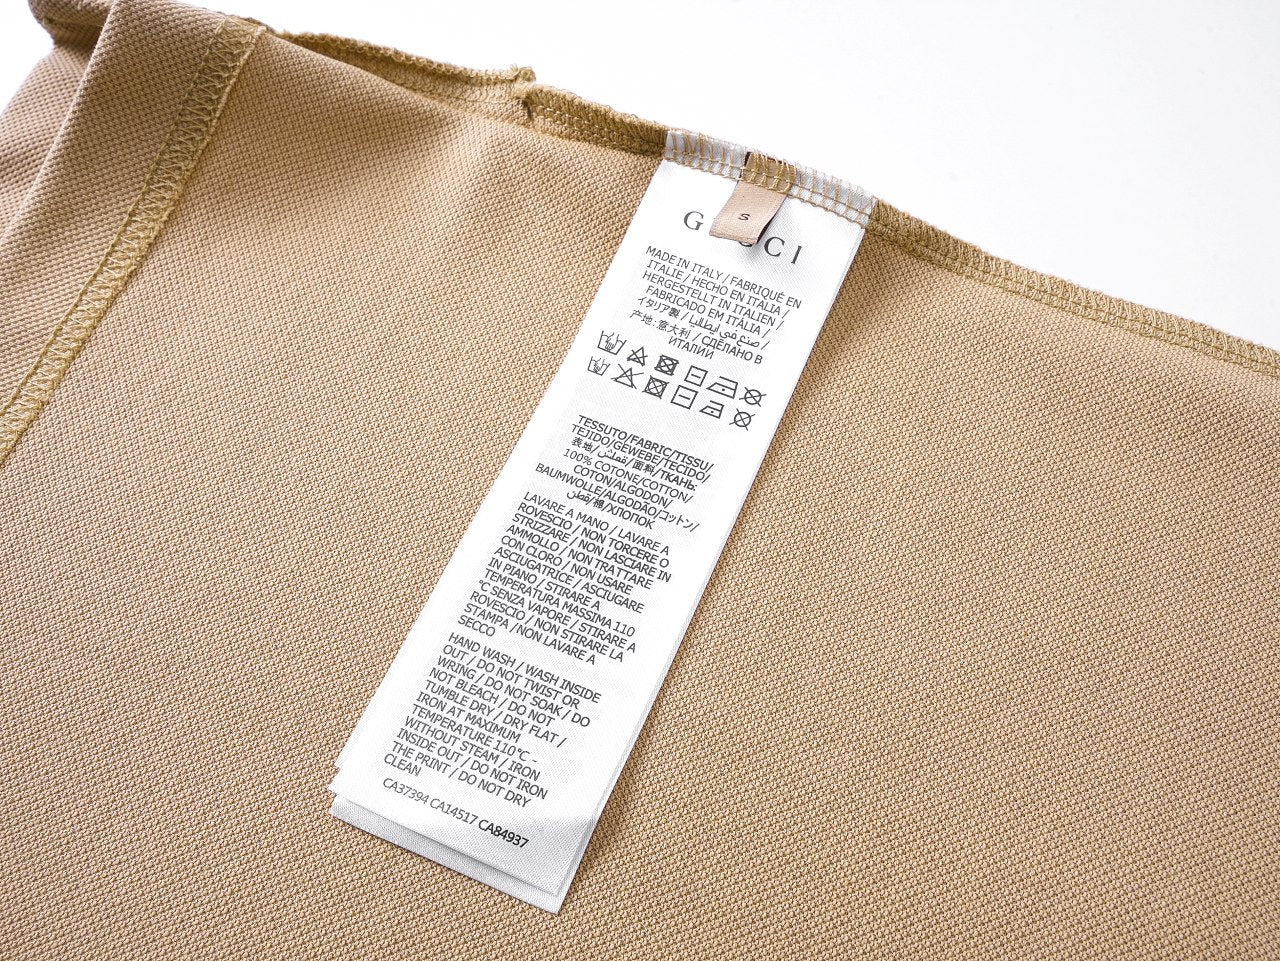 S
GUCCI
MADE IN ITALY / FABRIQUÉ EN
ITALIE / HECHO EN ITALIA /
HERGESTELLT IN ITALIEN /
FABRICADO EM ITALIA /
イタリア製 / صنع في إيطاليا /
产地: 意大利 / СДЕЛАНО В
ИТАЛИИ
TESSUTO/FABRIC/TISSU/
TEJIDO/GEWEBE/TECIDO/
表地/قماش/面料/ТКАНЬ:
100% COTONE/COTTON/
COTON/ALGODON/
BAUMWOLLE/ALGODAO/コットン/
قطن/棉/ХЛОПОК
LAVARE A MANO / LAVARE A
ROVESCIO / NON TORCERE O
STRIZZARE / NON LASCIARE IN
AMMOLLO / NON TRATTARE
CON CLORO / NON USARE
ASCIUGATRICE / ASCIUGARE
IN PIANO / STIRARE A
TEMPERATURA MASSIMA 110
°C SENZA VAPORE / STIRARE A
ROVESCIO / NON STIRARE LA
STAMPA / NON LAVARE A
SECCO
HAND WASH / WASH INSIDE
OUT / DO NOT TWIST OR
WRING / DO NOT SOAK / DO
NOT BLEACH / DO NOT
TUMBLE DRY / DRY FLAT /
IRON AT MAXIMUM
TEMPERATURE 110°C -
WITHOUT STEAM / IRON
INSIDE OUT / DO NOT IRON
THE PRINT / DO NOT DRY
CLEAN
CA37394 CA14517 CA84937